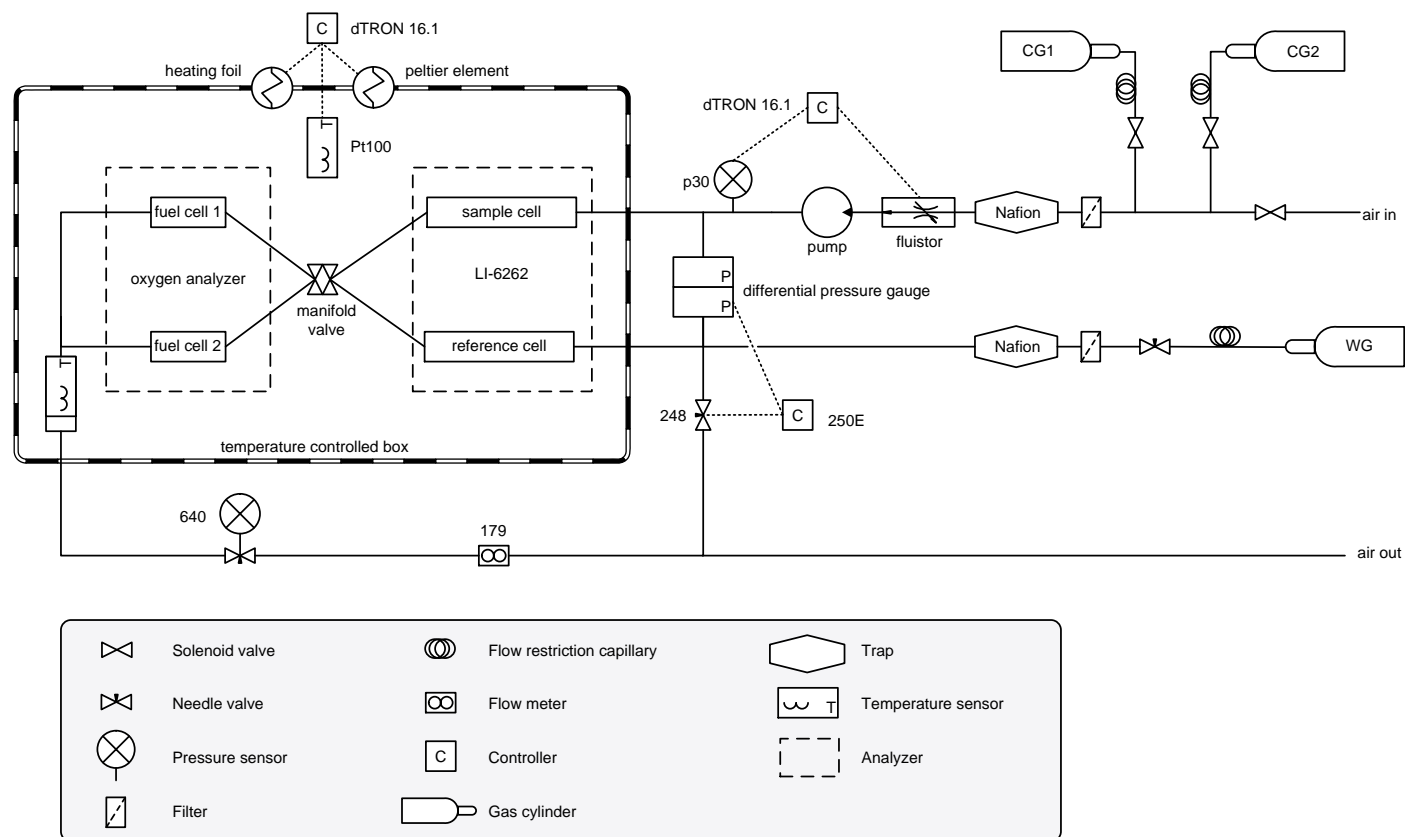 C
dTRON 16.1
CG1
CG2
heating foil
peltier element
dTRON 16.1
C
T
Pt100
p30
fuel cell 1
sample cell
Nafion
air in
pump
fluistor
oxygen analyzer
LI-6262
P
manifold
valve
differential pressure gauge
P
fuel cell 2
reference cell
Nafion
WG
T
248
C
250E
temperature controlled box
640
179
air out
Solenoid valve
Flow restriction capillary
Trap
Needle valve
Flow meter
T
Temperature sensor
Pressure sensor
C
Controller
Analyzer
Filter
Gas cylinder